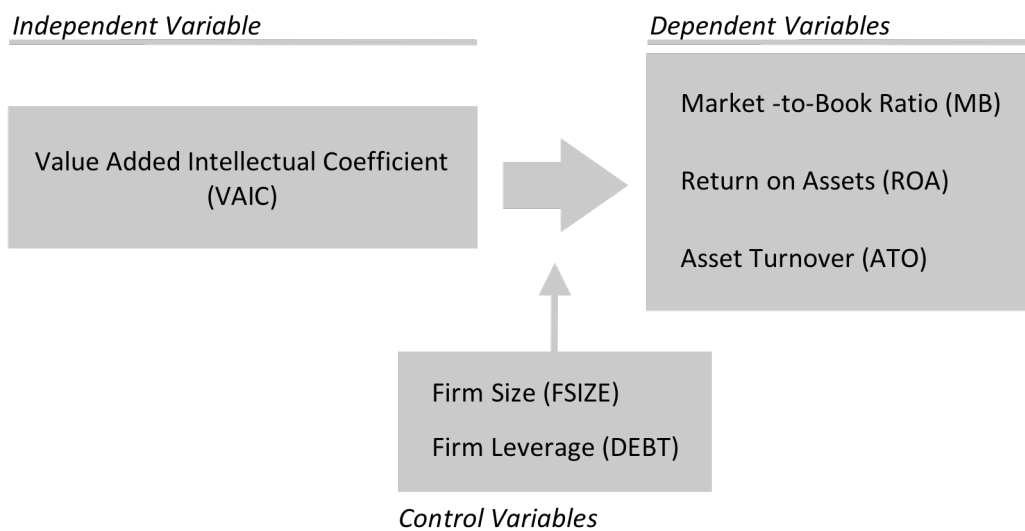 Independent Variable
Value Added Intellectual Coefficient
(VAIC)
Dependent Variables
Market -to-Book Ratio (MB)
Return on Assets (ROA)
Asset Turnover (ATO)
Firm Size (FSIZE)
Firm Leverage (DEBT)
Control Variables